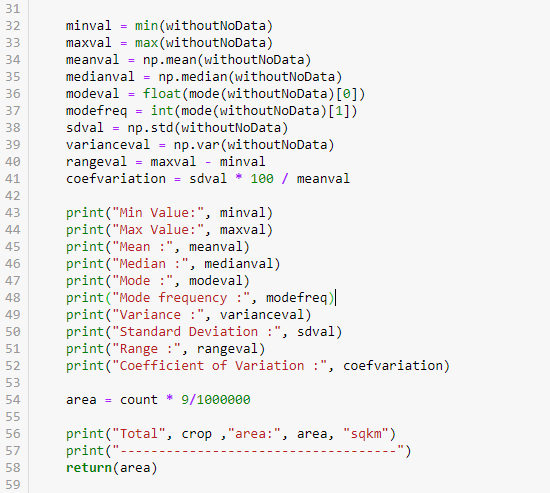 31
32 minval = min(withoutNoData)
33 maxval = max(withoutNoData)
34 meanval = np.mean(withoutNoData)
35 medianval = np.median(withoutNoData)
36 modeval = float(mode(withoutNoData)[0])
37 modefreq = int(mode(withoutNoData)[1])
38 sdval = np.std(withoutNoData)
39 varianceval = np.var(withoutNoData)
40 rangeval = maxval - minval
41 coefvariation = sdval * 100 / meanval
42
43 print("Min Value:", minval)
44 print("Max Value:", maxval)
45 print("Mean :", meanval)
46 print("Median :", medianval)
47 print("Mode :", modeval)
48 print("Mode frequency :", modefreq)
49 print("Variance :", varianceval)
50 print("Standard Deviation :", sdval)
51 print("Range :", rangeval)
52 print("Coefficient of Variation :", coefvariation)
53
54 area = count * 9/1000000
55
56 print("Total", crop ,"area:", area, "sqkm")
57 print("------------------------------------")
58 return(area)
59